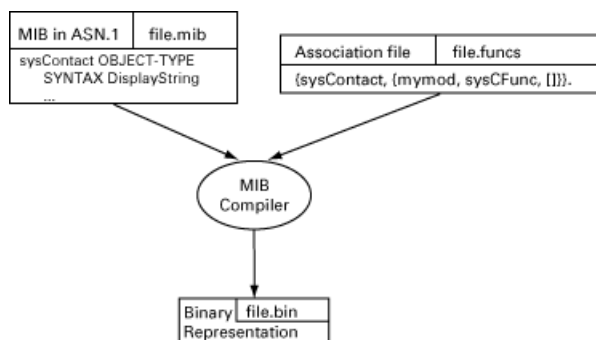 MIB in ASN.1 file.mib
sysContact OBJECT-TYPE
SYNTAX DisplayString
...
Association file file.funcs
{sysContact, {mymod, sysCFunc, []}}.
MIB
Compiler
Binary file.bin
Representation